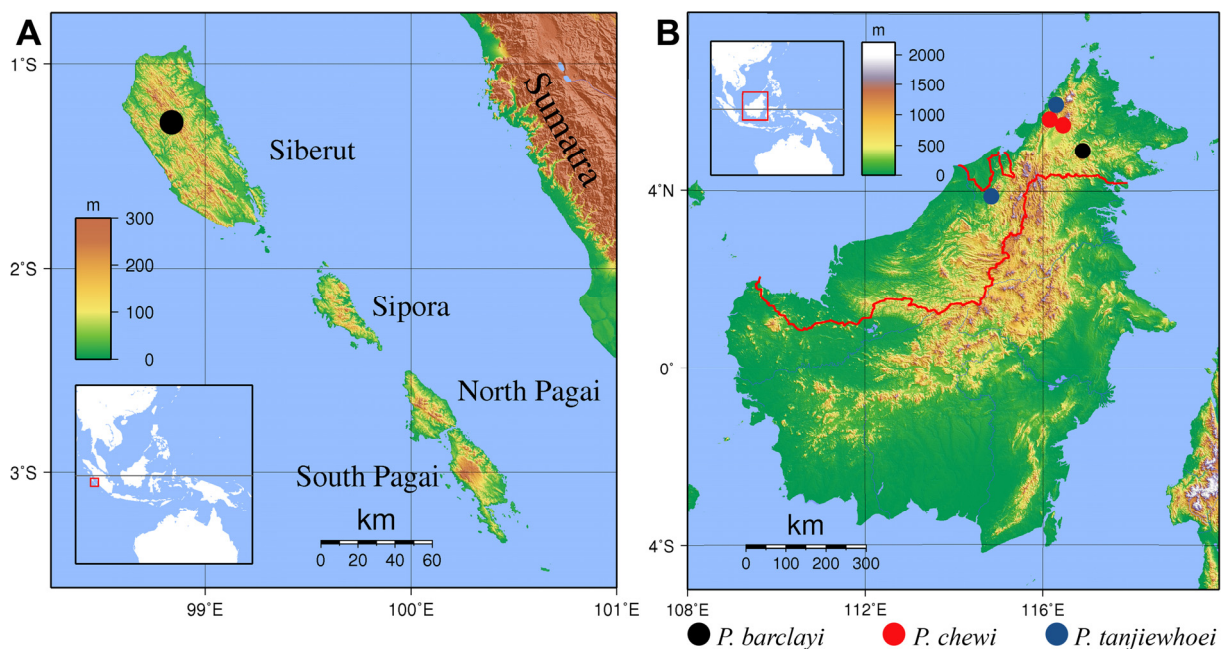 A
1°S
2°S
3°S
Siberut
Sumatra
Sipora
North Pagai
South Pagai
m
300
200
100
0
km
0 20 40 60
99°E
100°E
101°E
B
m
2000
1500
1000
500
0
4°N
0°
4°S
km
0 100 200 300
108°E
112°E
116°E
P. barclayi
P. chewi
P. tanjiewhoei